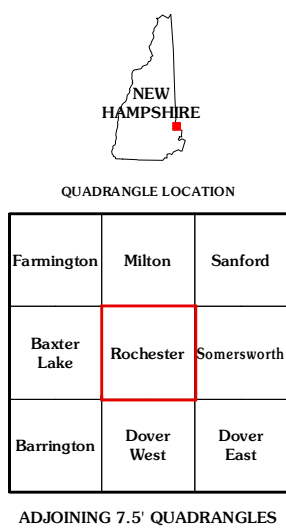 NEW
HAMPSHIRE
QUADRANGLE LOCATION
Farmington
Milton
Sanford
Baxter
Lake
Rochester
Somersworth
Barrington
Dover
West
Dover
East
ADJOINING 7.5' QUADRANGLES